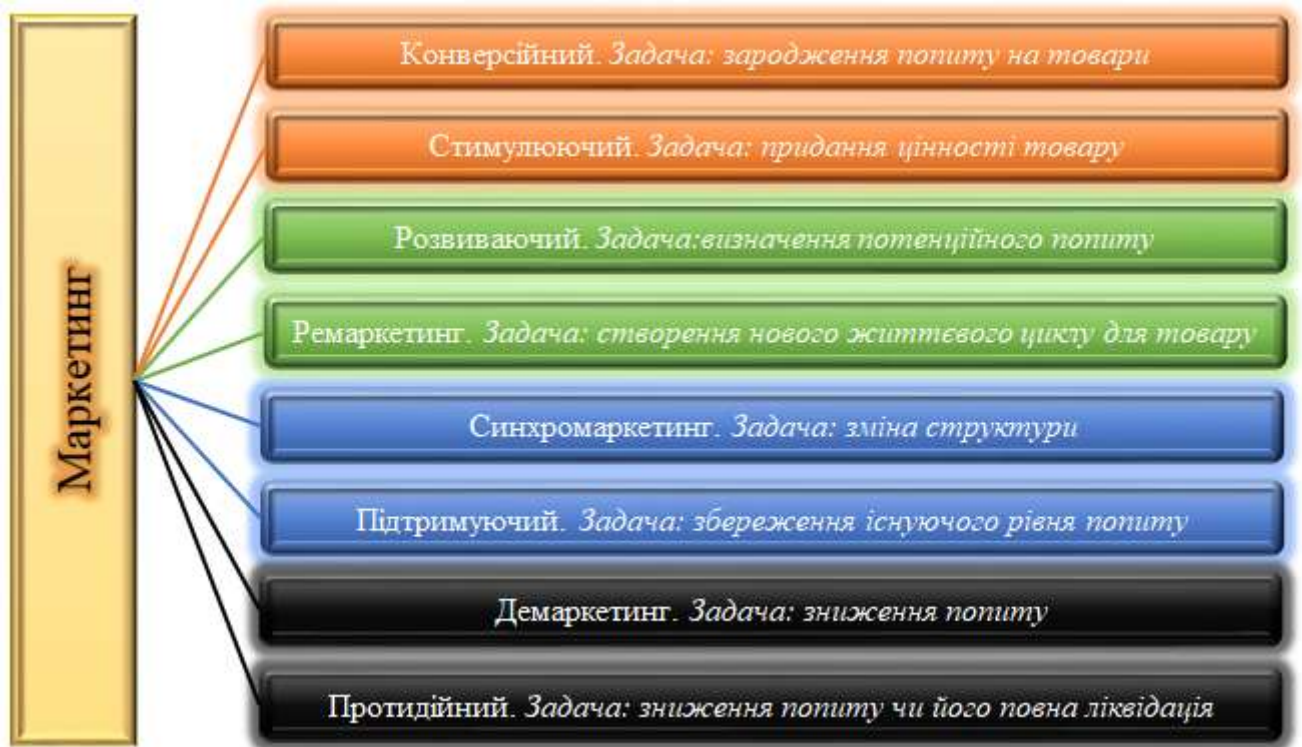 Маркетинг
Конверсійний. Задача: зародження попиту на товари
Стимулюючий. Задача: придання цінності товару
Розвиваючий. Задача:визначення потенційного попиту
Ремаркетинг. Задача: створення нового життєвого циклу для товару
Синхромаркетинг. Задача: зміна структури
Підтримуючий. Задача: збереження існуючого рівня попиту
Демаркетинг. Задача: зниження попиту
Протидійний. Задача: зниження попиту чи його повна ліквідація